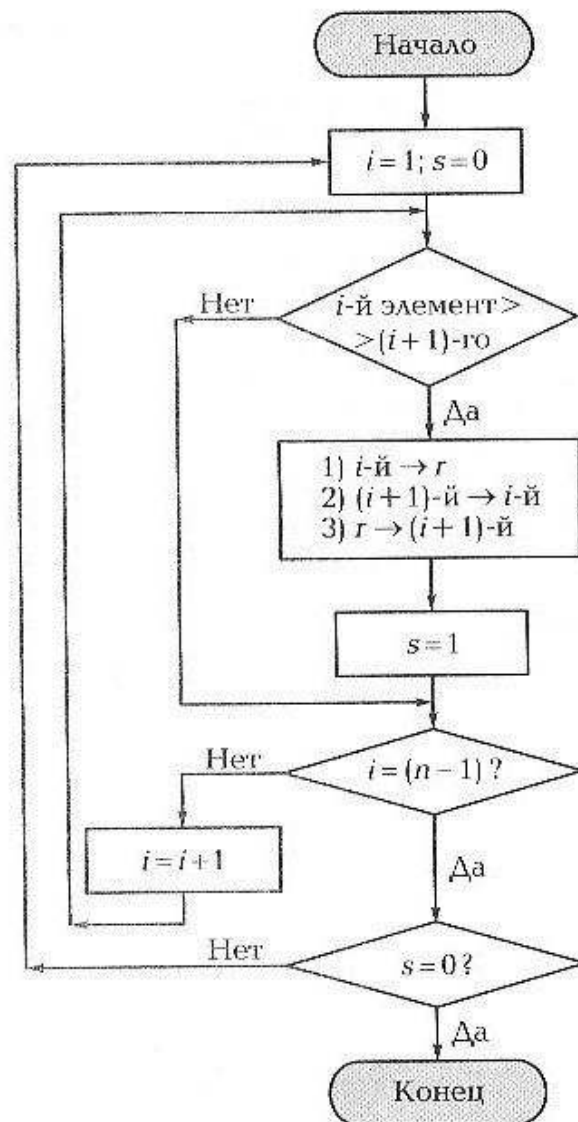 Начало
i = 1; s = 0
Нет
i-й элемент >
> (i + 1)-го
Да
1) i-й → r
2) (i + 1)-й → i-й
3) r → (i + 1)-й
s = 1
Нет
i = (n − 1) ?
i = i + 1
Да
Нет
s = 0 ?
Да
Конец